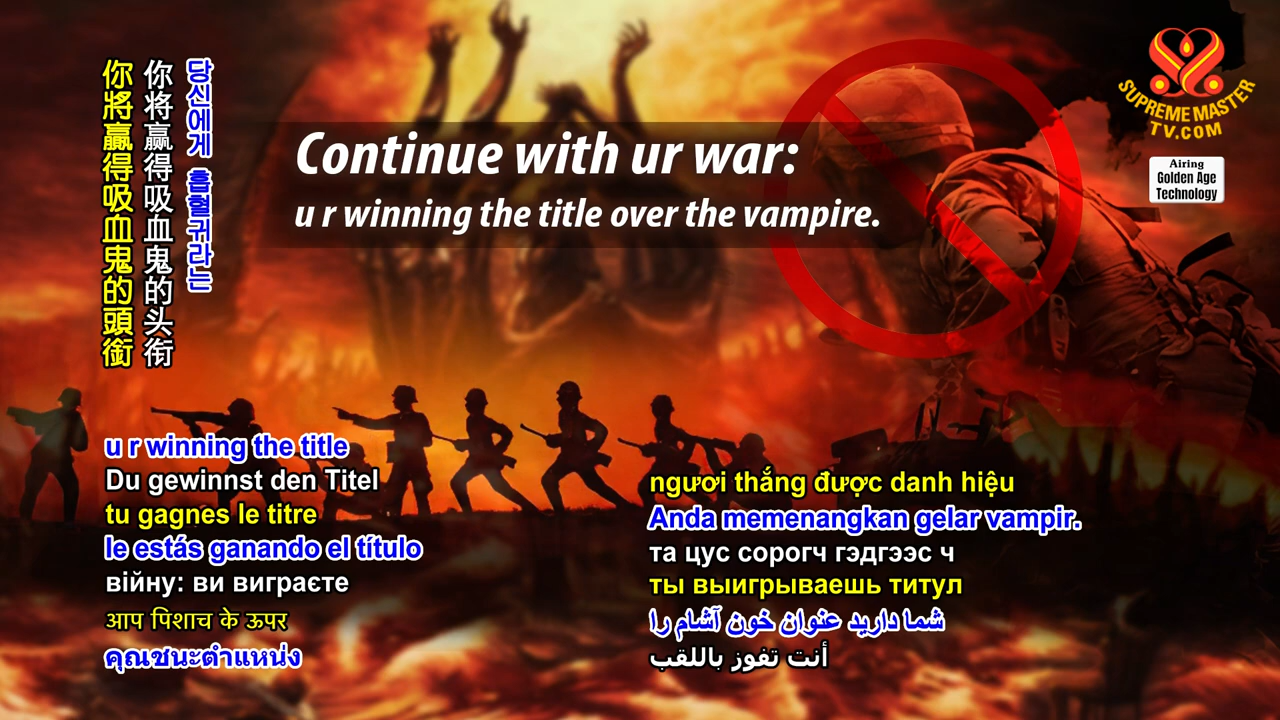 Continue with ur war:
u r winning the title over the vampire.
SUPREME MASTER
TV.COM
Airing
Golden Age
Technology
당신에게 흡혈귀라는
你将赢得吸血鬼的头衔
你將贏得吸血鬼的頭銜
u r winning the title
Du gewinnst den Titel
tu gagnes le titre
le estás ganando el título
війну: ви виграєте
आप पिशाच के ऊपर
คุณชนะตำแหน่ง
ngươi thắng được danh hiệu
Anda memenangkan gelar vampir.
та цус сорогч гэдгээс ч
ты выигрываешь титул
شما دارید عنوان خون آشام را
أنت تفوز باللقب